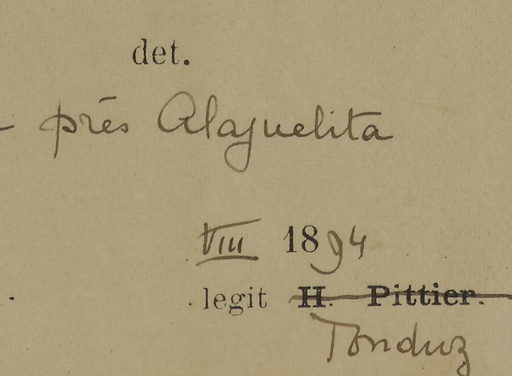 det.
près Alajuelita
VIII 1894
legit H. Pittier.
Tonduz